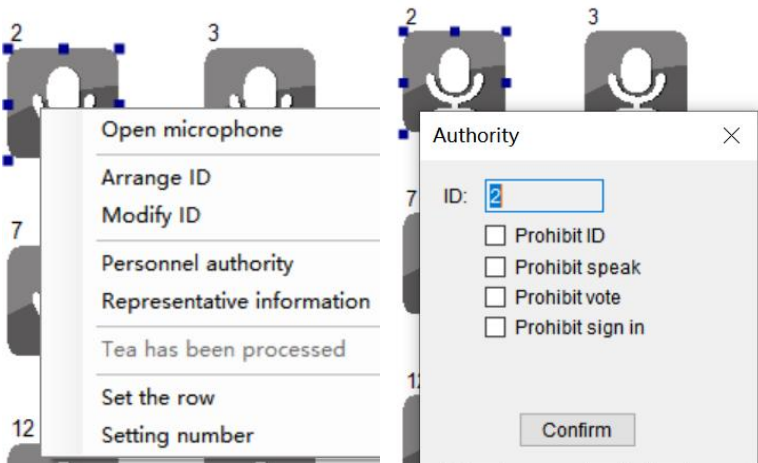 2
3
Open microphone
Arrange ID
Modify ID
7
Personnel authority
Representative information
Tea has been processed
Set the row
12
Setting number
2
3
Authority
7
ID: 2
Prohibit ID
Prohibit speak
Prohibit vote
Prohibit sign in
Confirm